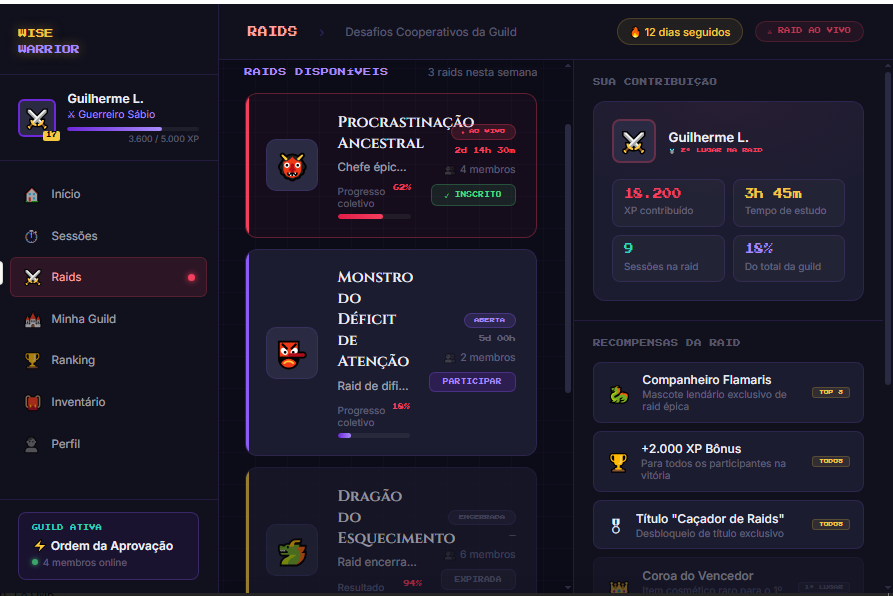 WISE
WARRIOR
Guilherme L.
Guerreiro Sábio
17
3.600 / 5.000 XP
Início
Sessões
Raids
Minha Guild
Ranking
Inventário
Perfil
GUILD ATIVA
Ordem da Aprovação
4 membros online
RAIDS
›
Desafios Cooperativos da Guild
12 dias seguidos
RAID AO VIVO
RAIDS DISPONÍVEIS
3 raids nesta semana
PROCRASTINAÇÃO
ANCESTRAL
Chefe épic...
Progresso
coletivo
62%
AO VIVO
2d 14h 30m
4 membros
✓ INSCRITO
MONSTRO
DO
DÉFICIT
DE
ATENÇÃO
Raid de difi...
Progresso
coletivo
18%
ABERTA
5d 00h
2 membros
PARTICIPAR
DRAGÃO
DO
ESQUECIMENTO
Raid encerra...
Resultado
94%
ENCERRADA
—
6 membros
EXPIRADA
SUA CONTRIBUIÇÃO
Guilherme L.
2º LUGAR NA RAID
18.200
XP contribuído
3h 45m
Tempo de estudo
9
Sessões na raid
18%
Do total da guild
RECOMPENSAS DA RAID
Companheiro Flamaris
Mascote lendário exclusivo de
raid épica
TOP 3
+2.000 XP Bônus
Para todos os participantes na
vitória
TODOS
Título "Caçador de Raids"
Desbloqueio de título exclusivo
TODOS
Coroa do Vencedor
Item cosmético raro para o 1º
1º LUGAR